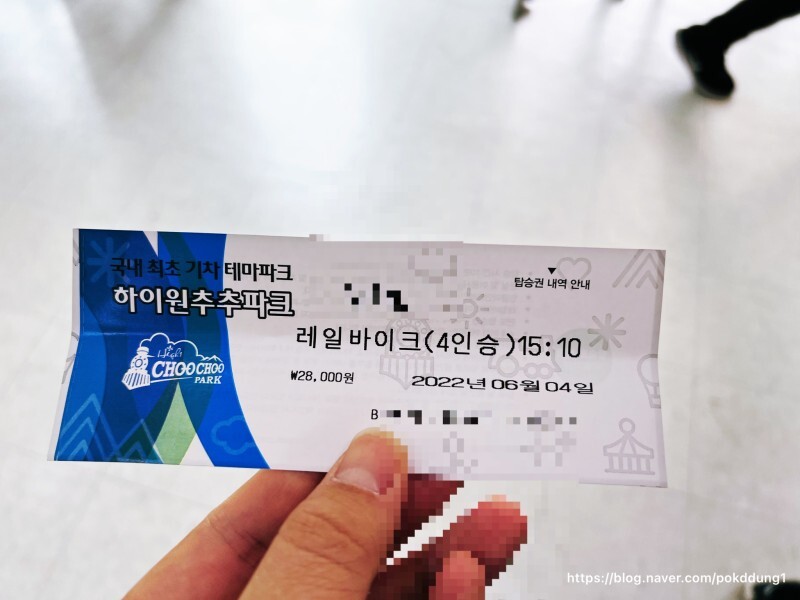 국내 최초 기차 테마파크
하이원추추파크
High1
CHOO CHOO
PARK
탑승권 내역 안내
레일바이크(4인승)15:10
₩28,000원
2022년 06월 04일
B
https://blog.naver.com/pokddung1